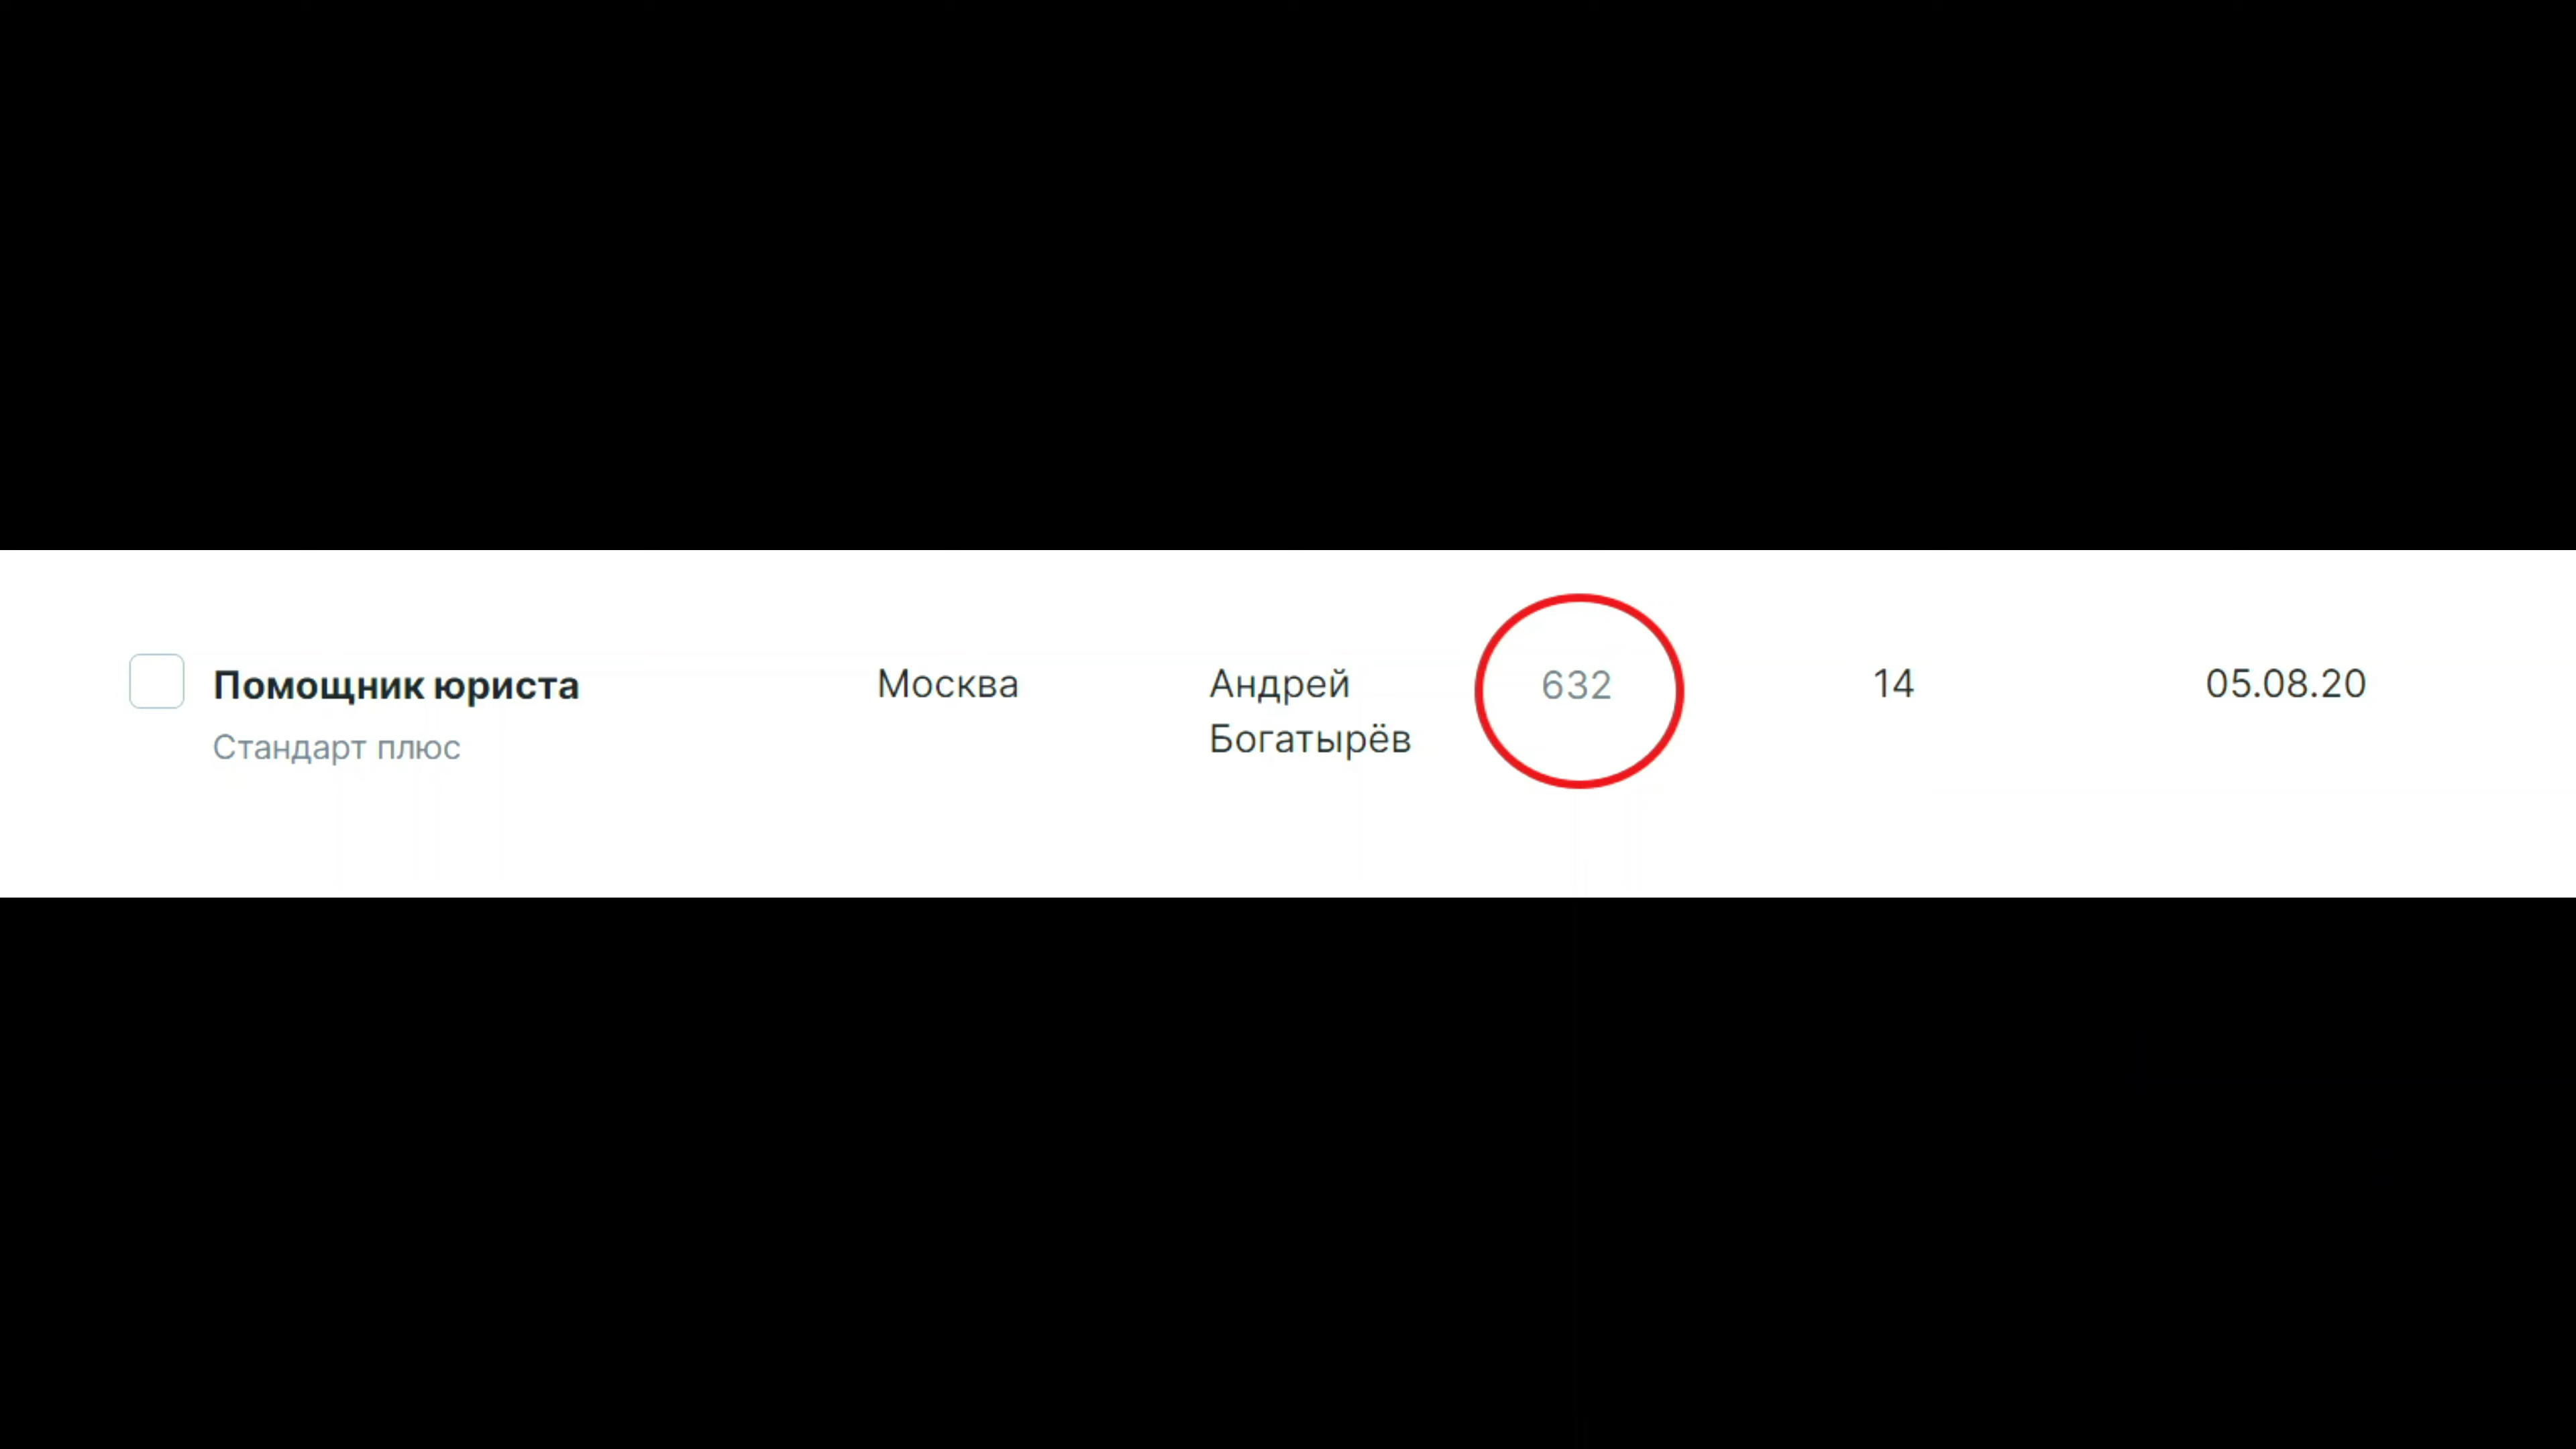 Помощник юриста
Стандарт плюс
Москва
Андрей
Богатырёв
632
14
05.08.20